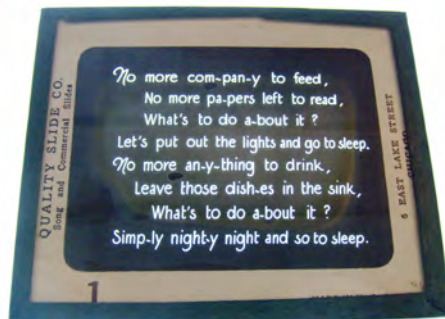 No more com-pan-y to feed,
No more pa-pers left to read,
What's to do a-bout it?
Let's put out the lights and go to sleep.
No more an-y-thing to drink,
Leave those dish-es in the sink,
What's to do a-bout it?
Simp-ly night-y night and so to sleep.
QUALITY SLIDE CO.
Song and Commercial Slides
6 EAST LAKE STREET
CHICAGO
1